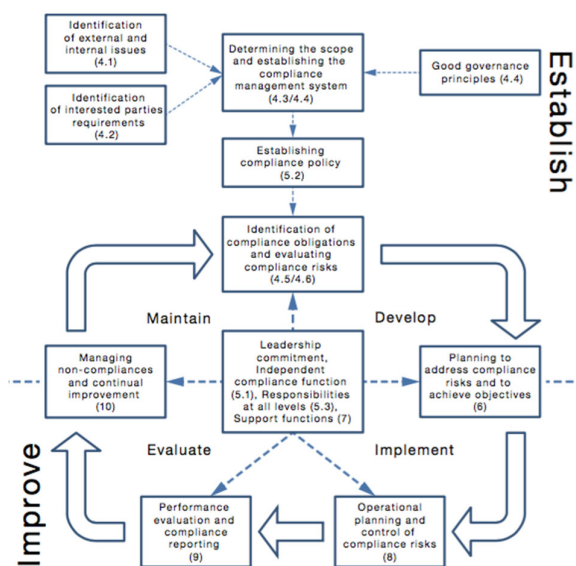 Identification
of external and
internal issues
(4.1)
Determining the scope
and establishing the
compliance
management system
(4.3/4.4)
Good governance
principles (4.4)
Establish
Identification
of interested parties
requirements
(4.2)
Establishing
compliance policy
(5.2)
Identification of
compliance obligations
and evaluating
compliance risks
(4.5/4.6)
Maintain
Develop
Managing
non-compliances
and continual
improvement
(10)
Leadership
commitment,
Independent
compliance function
(5.1), Responsibilities
at all levels (5.3),
Support functions (7)
Planning to
address compliance
risks and to
achieve objectives
(6)
Evaluate
Implement
Improve
Performance
evaluation and
compliance
reporting
(9)
Operational
planning and
control of
compliance risks
(8)